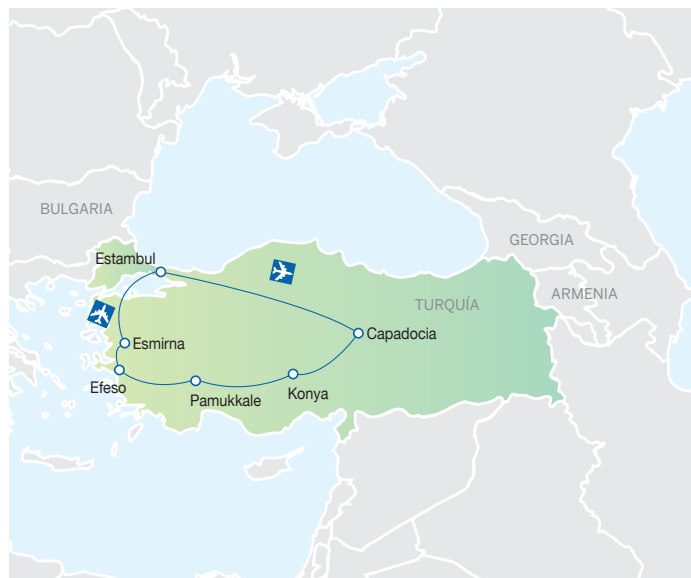 BULGARIA
GEORGIA
Estambul
ARMENIA
TURQUÍA
Capadocia
Esmirna
Efeso
Pamukkale
Konya